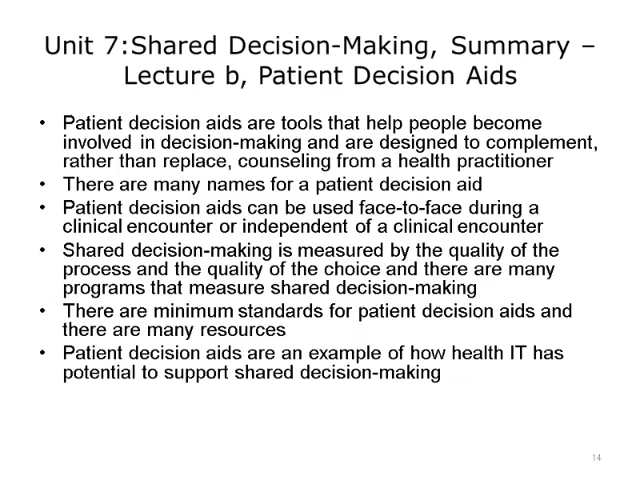 Unit 7:Shared Decision-Making, Summary –
Lecture b, Patient Decision Aids
• Patient decision aids are tools that help people become
involved in decision-making and are designed to complement,
rather than replace, counseling from a health practitioner
• There are many names for a patient decision aid
• Patient decision aids can be used face-to-face during a
clinical encounter or independent of a clinical encounter
• Shared decision-making is measured by the quality of the
process and the quality of the choice and there are many
programs that measure shared decision-making
• There are minimum standards for patient decision aids and
there are many resources
• Patient decision aids are an example of how health IT has
potential to support shared decision-making
14